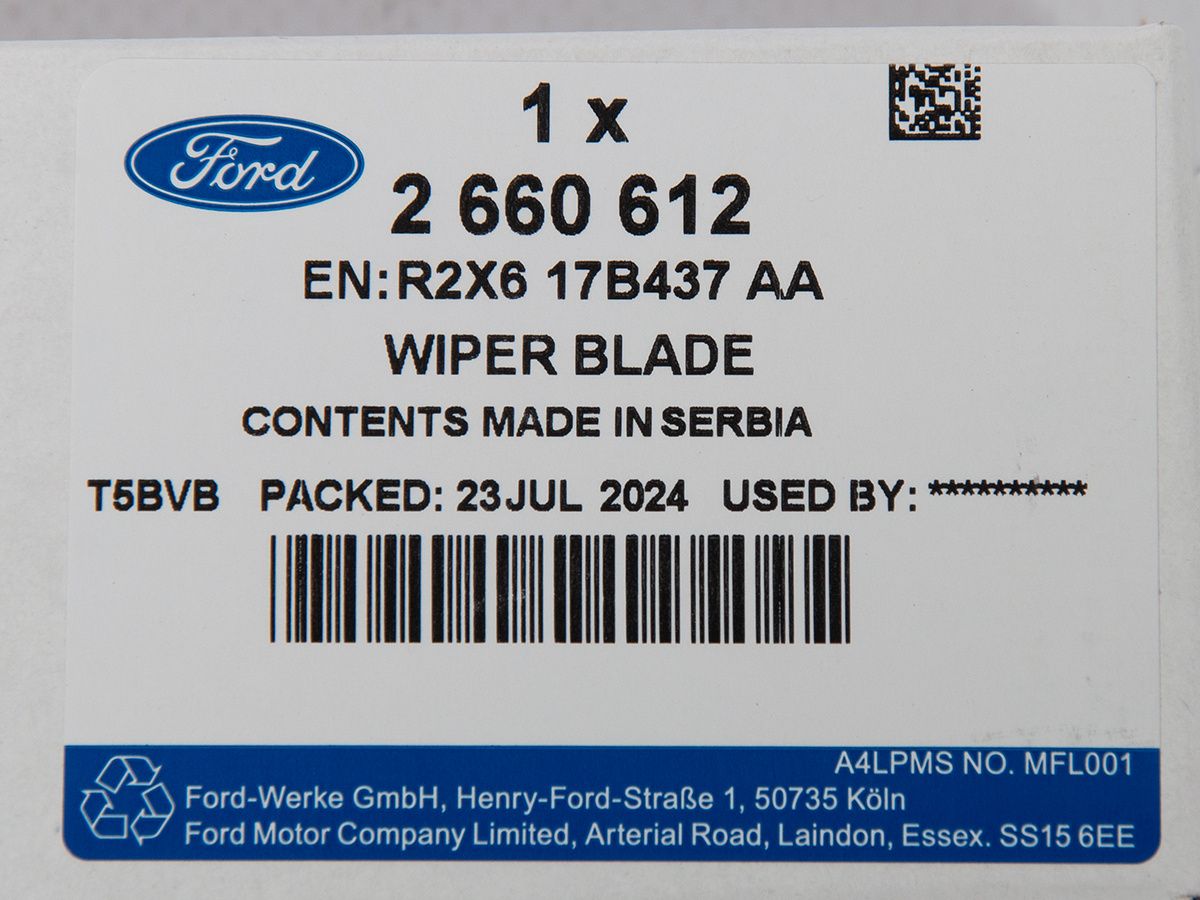 1 x
Ford
2 660 612
EN:R2X6 17B437 AA
WIPER BLADE
CONTENTS MADE IN SERBIA
T5BVB PACKED: 23JUL 2024 USED BY: **********
A4LPMS NO. MFL001
Ford-Werke GmbH, Henry-Ford-Straße 1, 50735 Köln
Ford Motor Company Limited, Arterial Road, Laindon, Essex. SS15 6EE